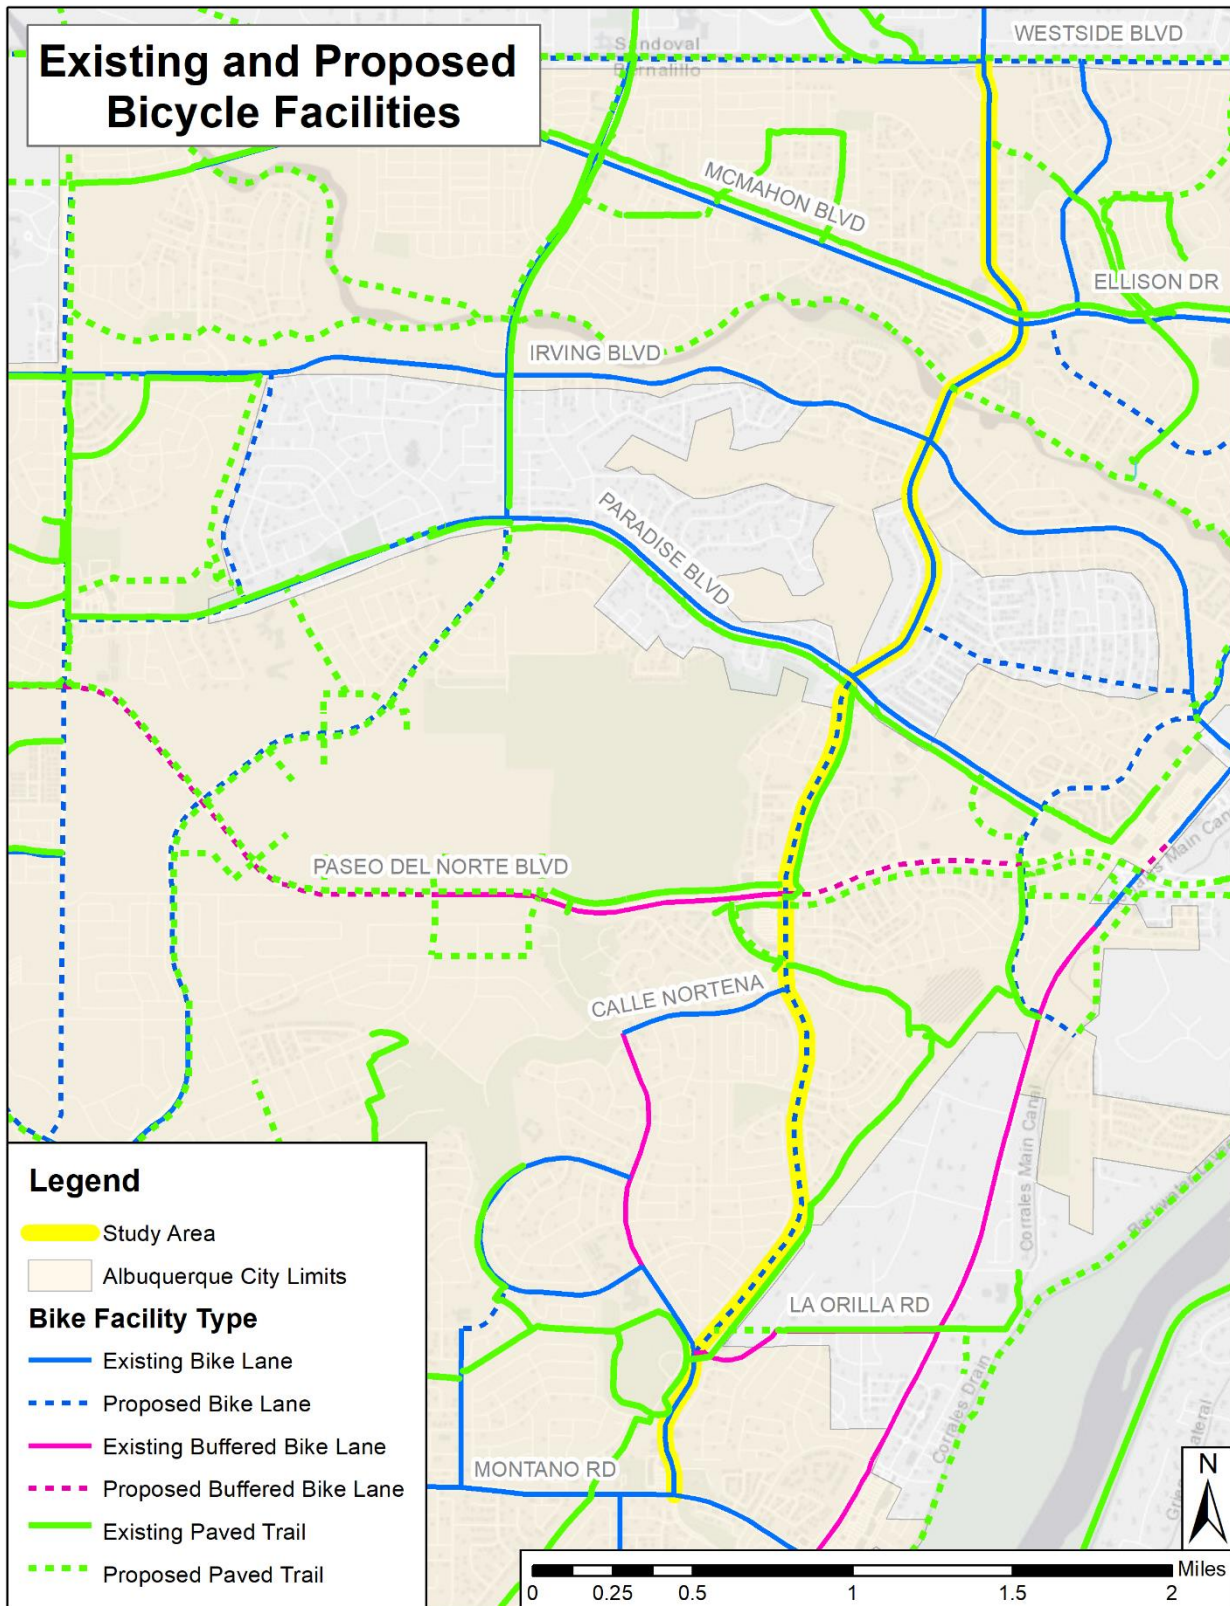 Existing and Proposed
Bicycle Facilities
Sandoval
Bernalillo
WESTSIDE BLVD
MCMAHON BLVD
ELLISON DR
IRVING BLVD
PARADISE BLVD
PASEO DEL NORTE BLVD
Main Canal
CALLE NORTENA
Corrales Main Canal
LA ORILLA RD
Corrales Drain
MONTANO RD
Legend
Study Area
Albuquerque City Limits
Bike Facility Type
Existing Bike Lane
Proposed Bike Lane
Existing Buffered Bike Lane
Proposed Buffered Bike Lane
Existing Paved Trail
Proposed Paved Trail
N
Miles
0 0.25 0.5 1 1.5 2